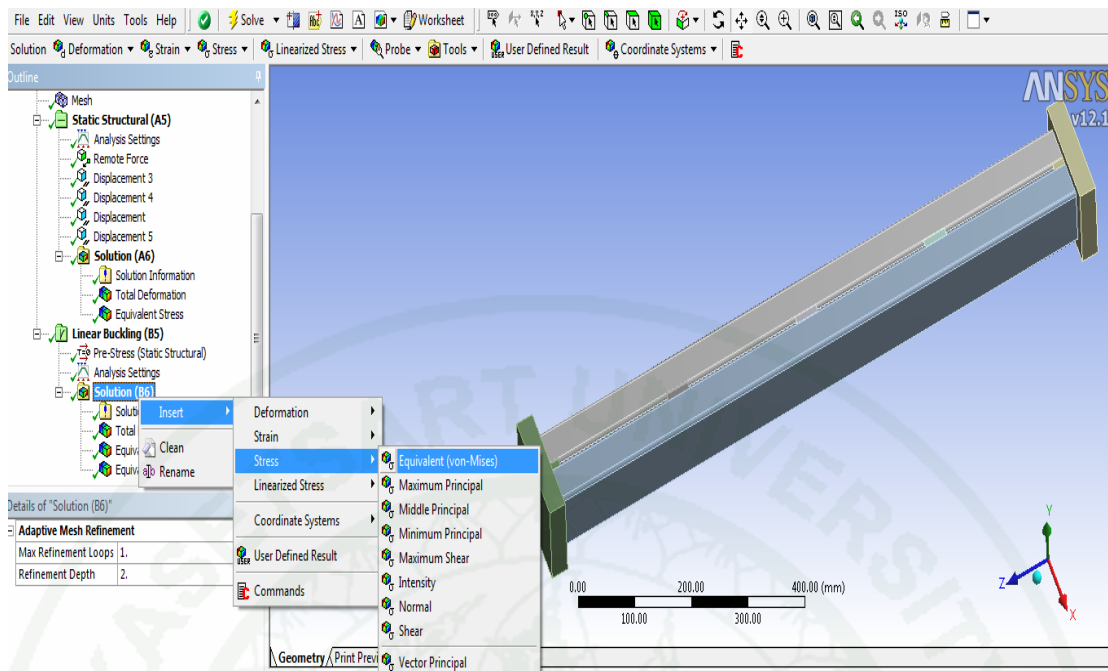 File Edit View Units Tools Help Solve Worksheet
Solution Deformation Strain Stress Linearized Stress Probe Tools User Defined Result Coordinate Systems
Outline
Mesh
Static Structural (A5)
Analysis Settings
Remote Force
Displacement 3
Displacement 4
Displacement
Displacement 5
Solution (A6)
Solution Information
Total Deformation
Equivalent Stress
Linear Buckling (B5)
Pre-Stress (Static Structural)
Analysis Settings
Solution (B6)
Soluti
Total
Equiva
Equiva
Insert
Clean
Rename
Deformation
Strain
Stress
Linearized Stress
Coordinate Systems
User Defined Result
Commands
Equivalent (von-Mises)
Maximum Principal
Middle Principal
Minimum Principal
Maximum Shear
Intensity
Normal
Shear
Vector Principal
Details of "Solution (B6)"
Adaptive Mesh Refinement
Max Refinement Loops 1.
Refinement Depth 2.
ANSYS
v12.1
0.00 200.00 400.00 (mm)
100.00 300.00
Y
Z
X
Geometry Print Previ